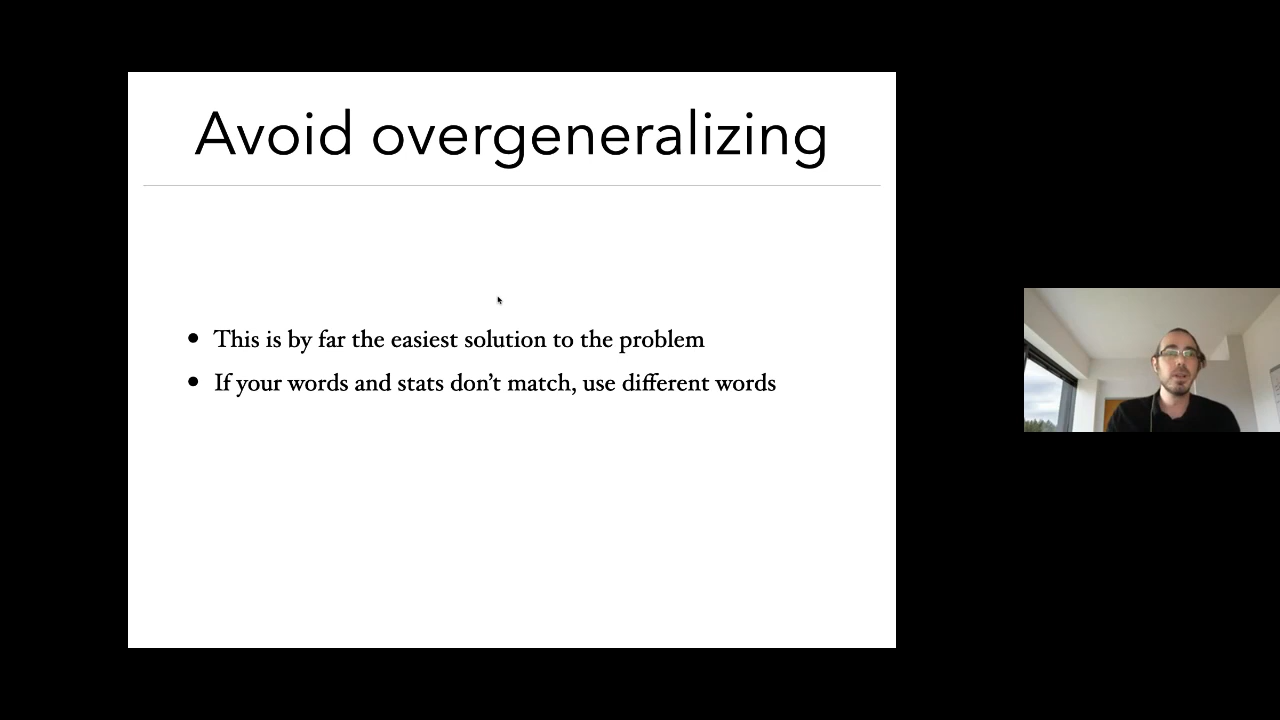 Avoid overgeneralizing
• This is by far the easiest solution to the problem
• If your words and stats don’t match, use different words